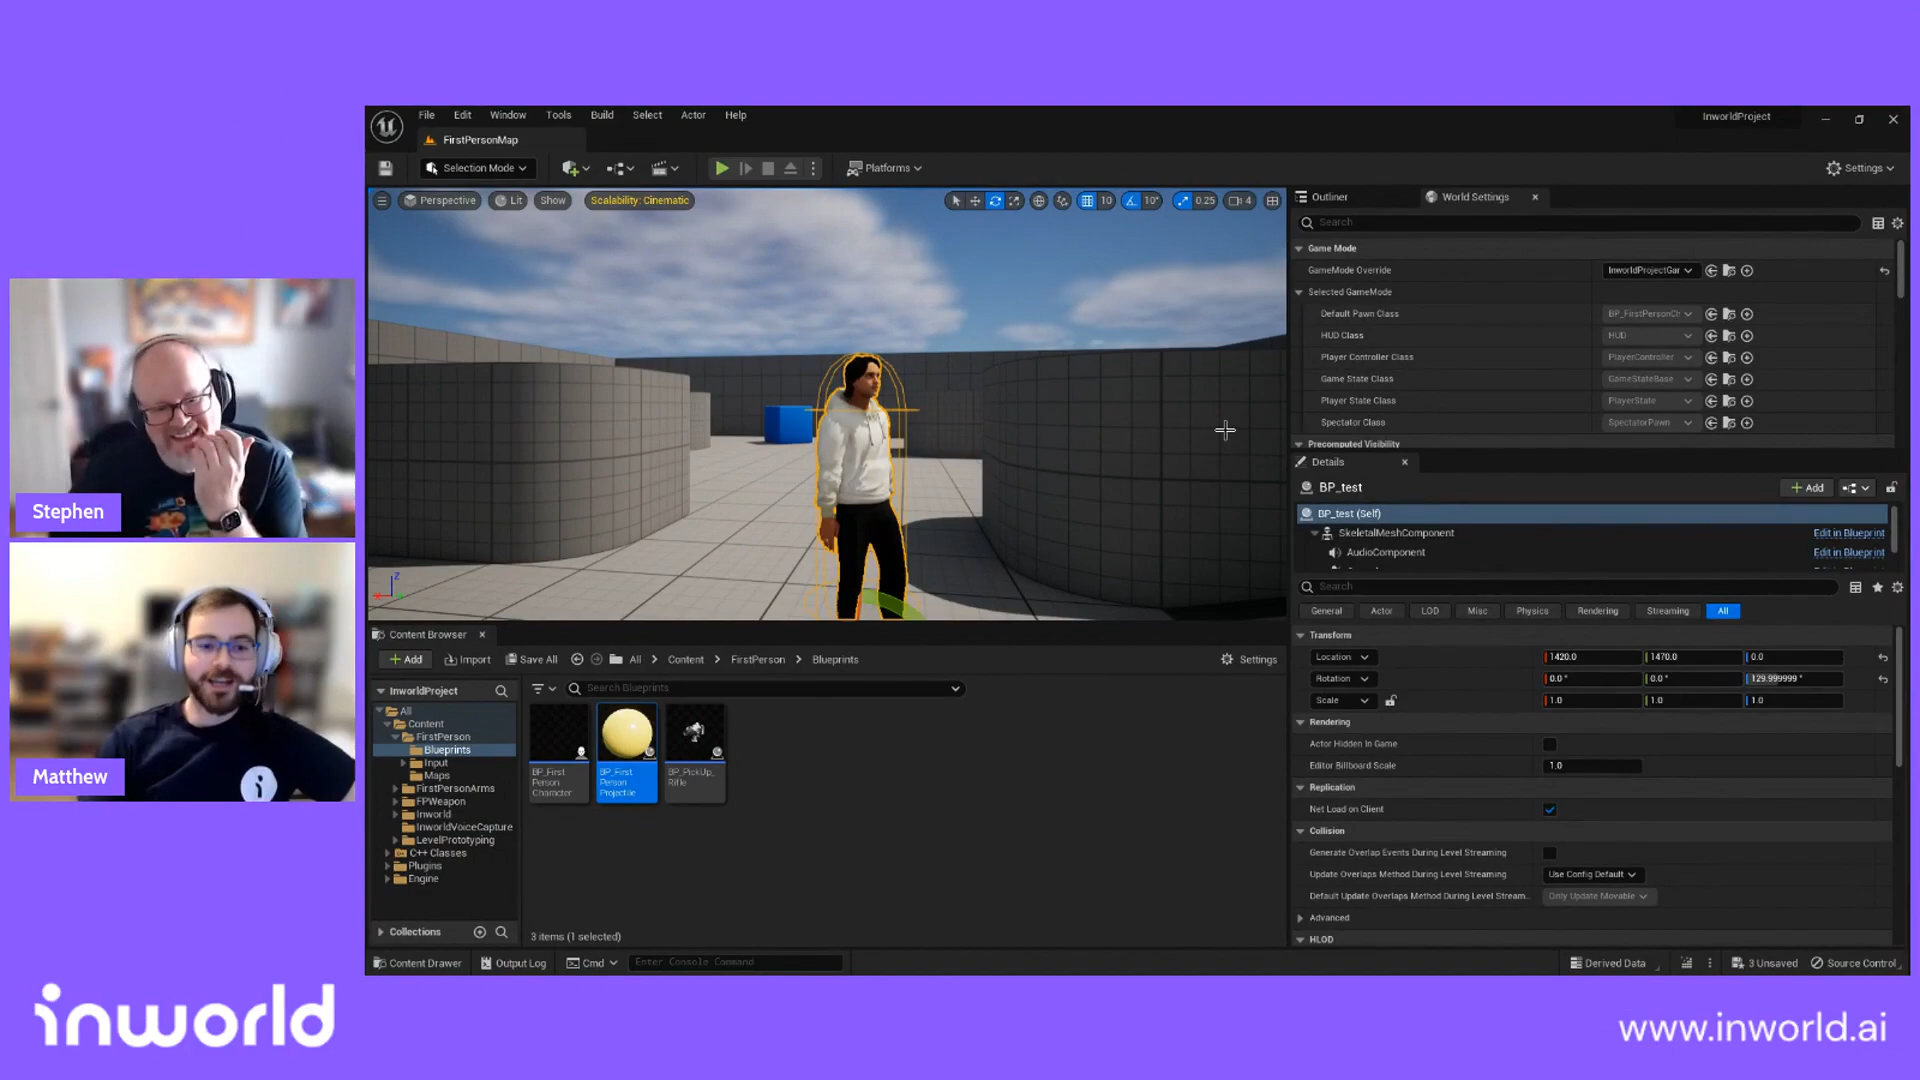 File Edit Window Tools Build Select Actor Help
InworldProject
FirstPersonMap
Selection Mode
Platforms
Settings
Perspective Lit Show Scalability: Cinematic
10 10° 0.25 4
Outliner World Settings
Search
Game Mode
GameMode Override InworldProjectGar
Selected GameMode
Default Pawn Class BP_FirstPersonCh
HUD Class HUD
Player Controller Class PlayerController
Game State Class GameStateBase
Player State Class PlayerState
Spectator Class SpectatorPawn
Precomputed Visibility
Details
BP_test
+ Add
BP_test (Self)
SkeletalMeshComponent Edit in Blueprint
AudioComponent Edit in Blueprint
Search
General Actor LOD Misc Physics Rendering Streaming All
Transform
Location 1420.0 1470.0 0.0
Rotation 0.0 ° 0.0 ° 129.999999 °
Scale 1.0 1.0 1.0
Rendering
Actor Hidden In Game
Editor Billboard Scale 1.0
Replication
Net Load on Client
Collision
Generate Overlap Events During Level Streaming
Update Overlaps Method During Level Streaming Use Config Default
Default Update Overlaps Method During Level Stream... Only Update Movable
Advanced
HLOD
Stephen
Matthew
Z
Content Browser
+ Add Import Save All All > Content > FirstPerson > Blueprints
Settings
InworldProject
Search Blueprints
All
Content
FirstPerson
Blueprints
Input
Maps
FirstPersonArms
FPWeapon
Inworld
InworldVoiceCapture
LevelPrototyping
C++ Classes
Plugins
Engine
Collections
BP_First
Person
Character
BP_First
Person
Projectile
BP_PickUp_
Rifle
3 items (1 selected)
Content Drawer Output Log Cmd Enter Console Command
Derived Data 3 Unsaved Source Control
inworld
www.inworld.ai